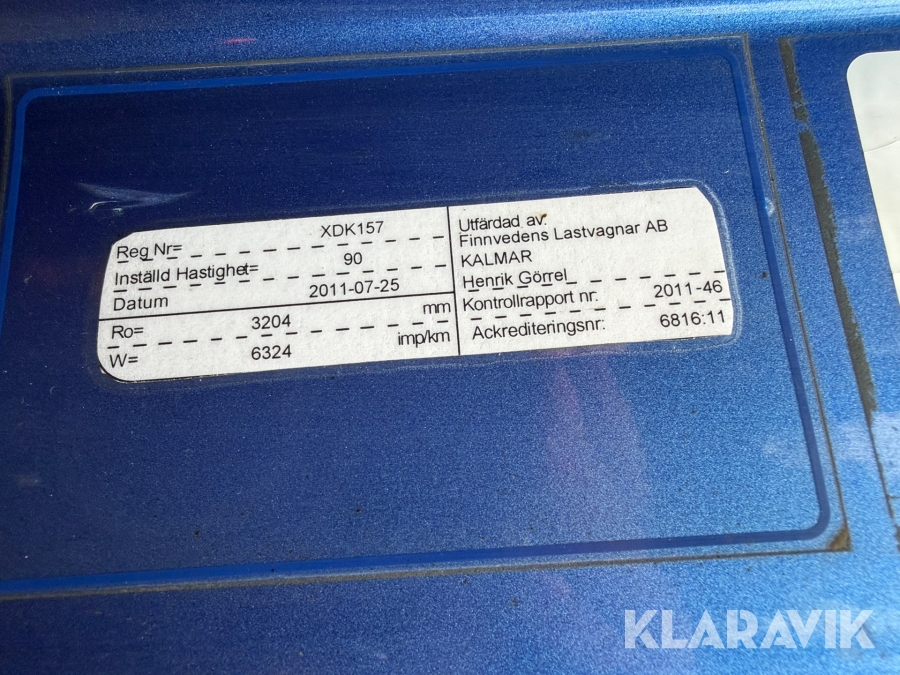 Reg Nr= XDK157
Inställd Hastighet= 90
Datum 2011-07-25
Ro= 3204 mm
W= 6324 imp/km
Utfärdad av:
Finnvedens Lastvagnar AB
KALMAR
Henrik Görrel
Kontrollrapport nr: 2011-46
Ackrediteringsnr: 6816:11
KLARAVIK